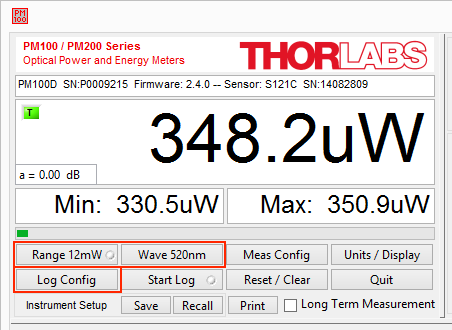 PM
100
PM100 / PM200 Series
Optical Power and Energy Meters
THORLABS
PM100D SN:P0009215 Firmware: 2.4.0 -- Sensor: S121C SN:14082809
T
348.2uW
a = 0.00 dB
Min: 330.5uW Max: 350.9uW
Range 12mW Wave 520nm Meas Config Units / Display
Log Config Start Log Reset / Clear Quit
Instrument Setup Save Recall Print Long Term Measurement